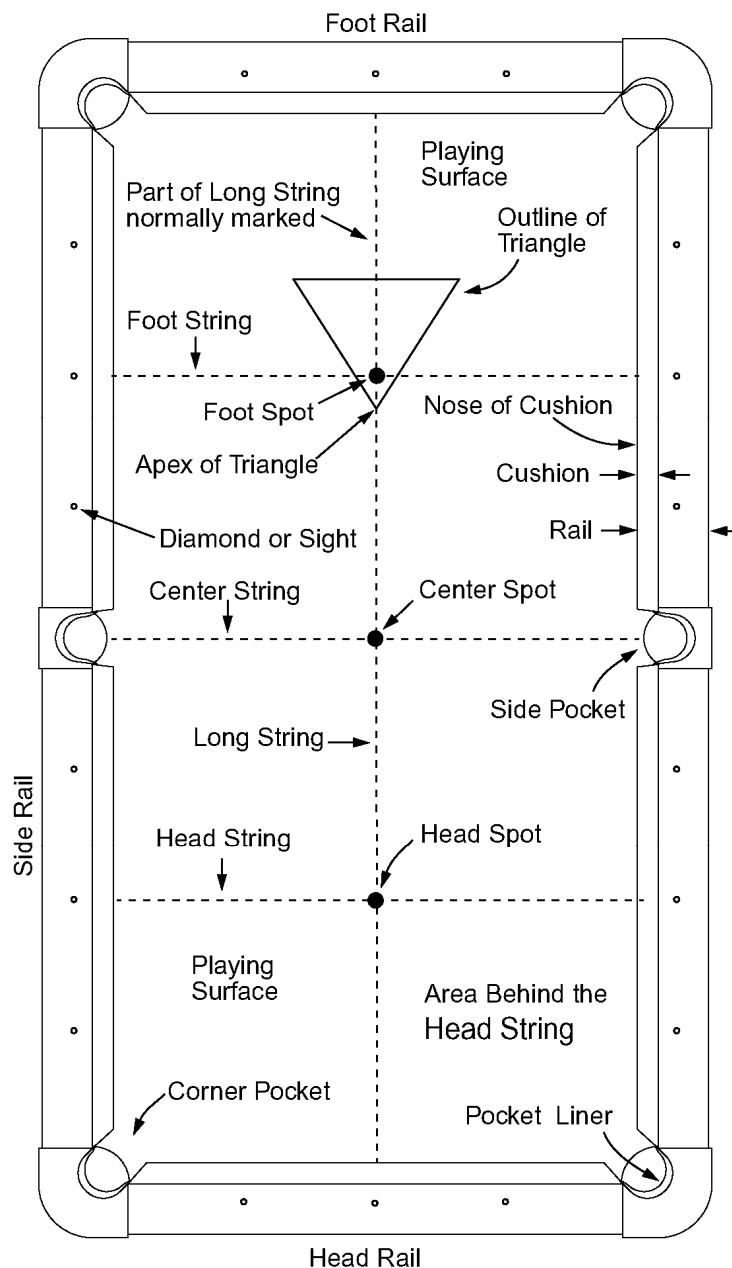 Foot Rail
Playing
Surface
Part of Long String
normally marked
Outline of
Triangle
Foot String
Foot Spot
Nose of Cushion
Apex of Triangle
Cushion
Rail
Diamond or Sight
Center String
Center Spot
Side Pocket
Long String
Side Rail
Head String
Head Spot
Playing
Surface
Area Behind the
Head String
Corner Pocket
Pocket Liner
Head Rail